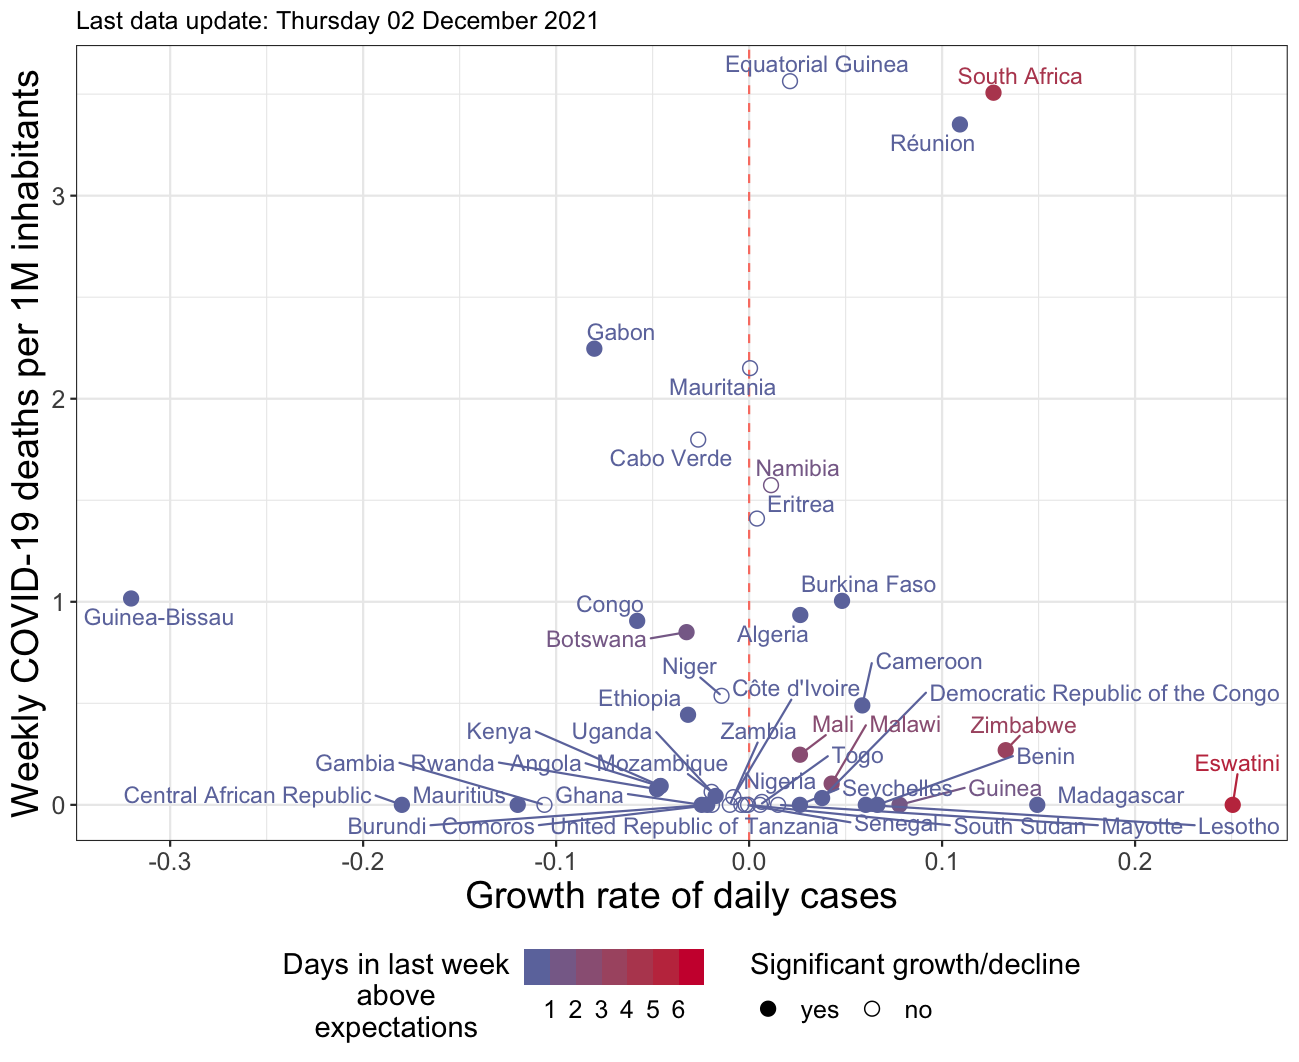 Last data update: Thursday 02 December 2021
Weekly COVID-19 deaths per 1M inhabitants
3
2
1
0
Equatorial Guinea
South Africa
Réunion
Gabon
Mauritania
Cabo Verde
Namibia
Eritrea
Burkina Faso
Congo
Guinea-Bissau
Algeria
Botswana
Niger
Cameroon
Côte d'Ivoire
Democratic Republic of the Congo
Ethiopia
Kenya
Uganda
Zambia
Mali
Malawi
Zimbabwe
Gambia
Rwanda
Angola
Mozambique
Togo
Benin
Eswatini
Nigeria
Central African Republic
Mauritius
Ghana
Seychelles
Guinea
Madagascar
Burundi
Comoros
United Republic of Tanzania
Senegal
South Sudan
Mayotte
Lesotho
-0.3
-0.2
-0.1
0.0
0.1
0.2
Growth rate of daily cases
Days in last week
above
expectations
1 2 3 4 5 6
Significant growth/decline
yes
no